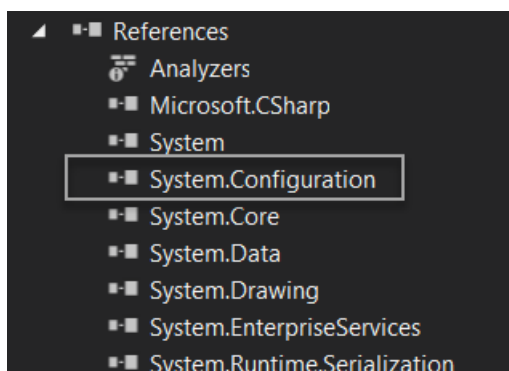 References
Analyzers
Microsoft.CSharp
System
System.Configuration
System.Core
System.Data
System.Drawing
System.EnterpriseServices
System.Runtime.Serialization